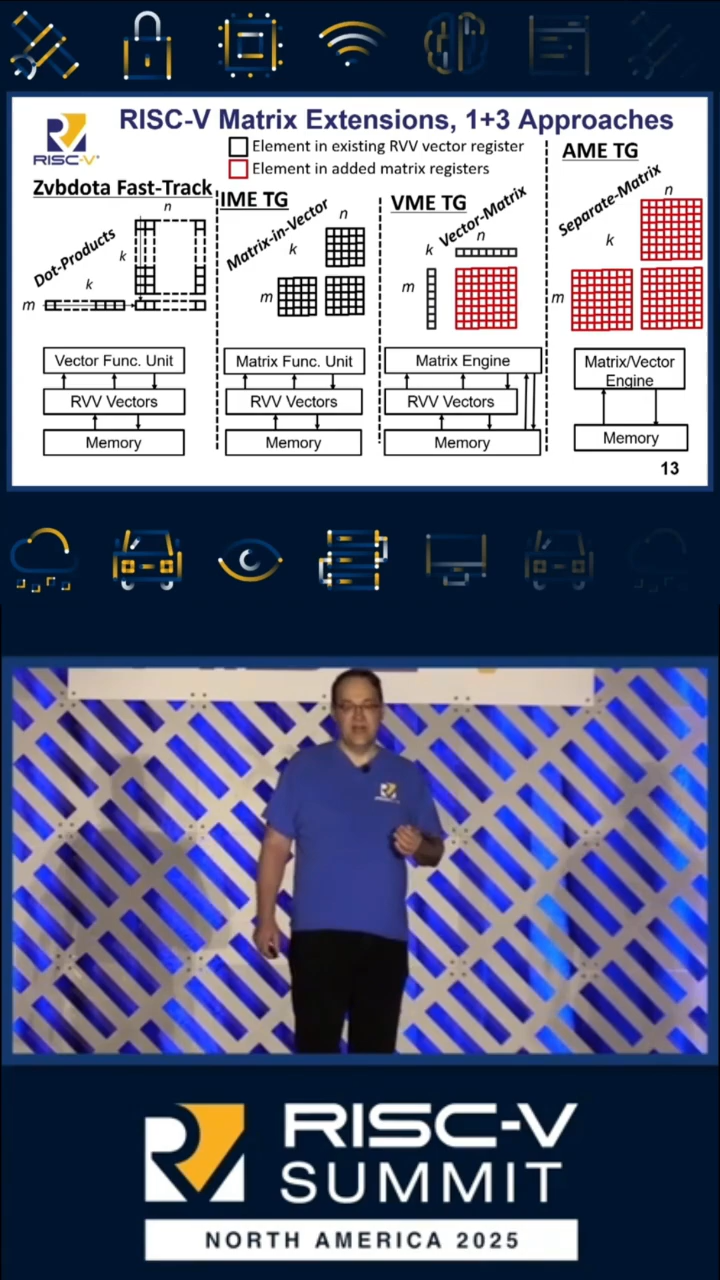 RISC-V Matrix Extensions, 1+3 Approaches
RISC-V®
Element in existing RVV vector register
Element in added matrix registers
Zvbdota Fast-Track
Dot-Products
n
k
k
m
Vector Func. Unit
RVV Vectors
Memory
IME TG
Matrix-in-Vector
n
k
m
Matrix Func. Unit
RVV Vectors
Memory
VME TG
Vector-Matrix
k
n
m
Matrix Engine
RVV Vectors
Memory
AME TG
Separate-Matrix
n
k
m
Matrix/Vector
Engine
Memory
13
RISC-V
SUMMIT
NORTH AMERICA 2025